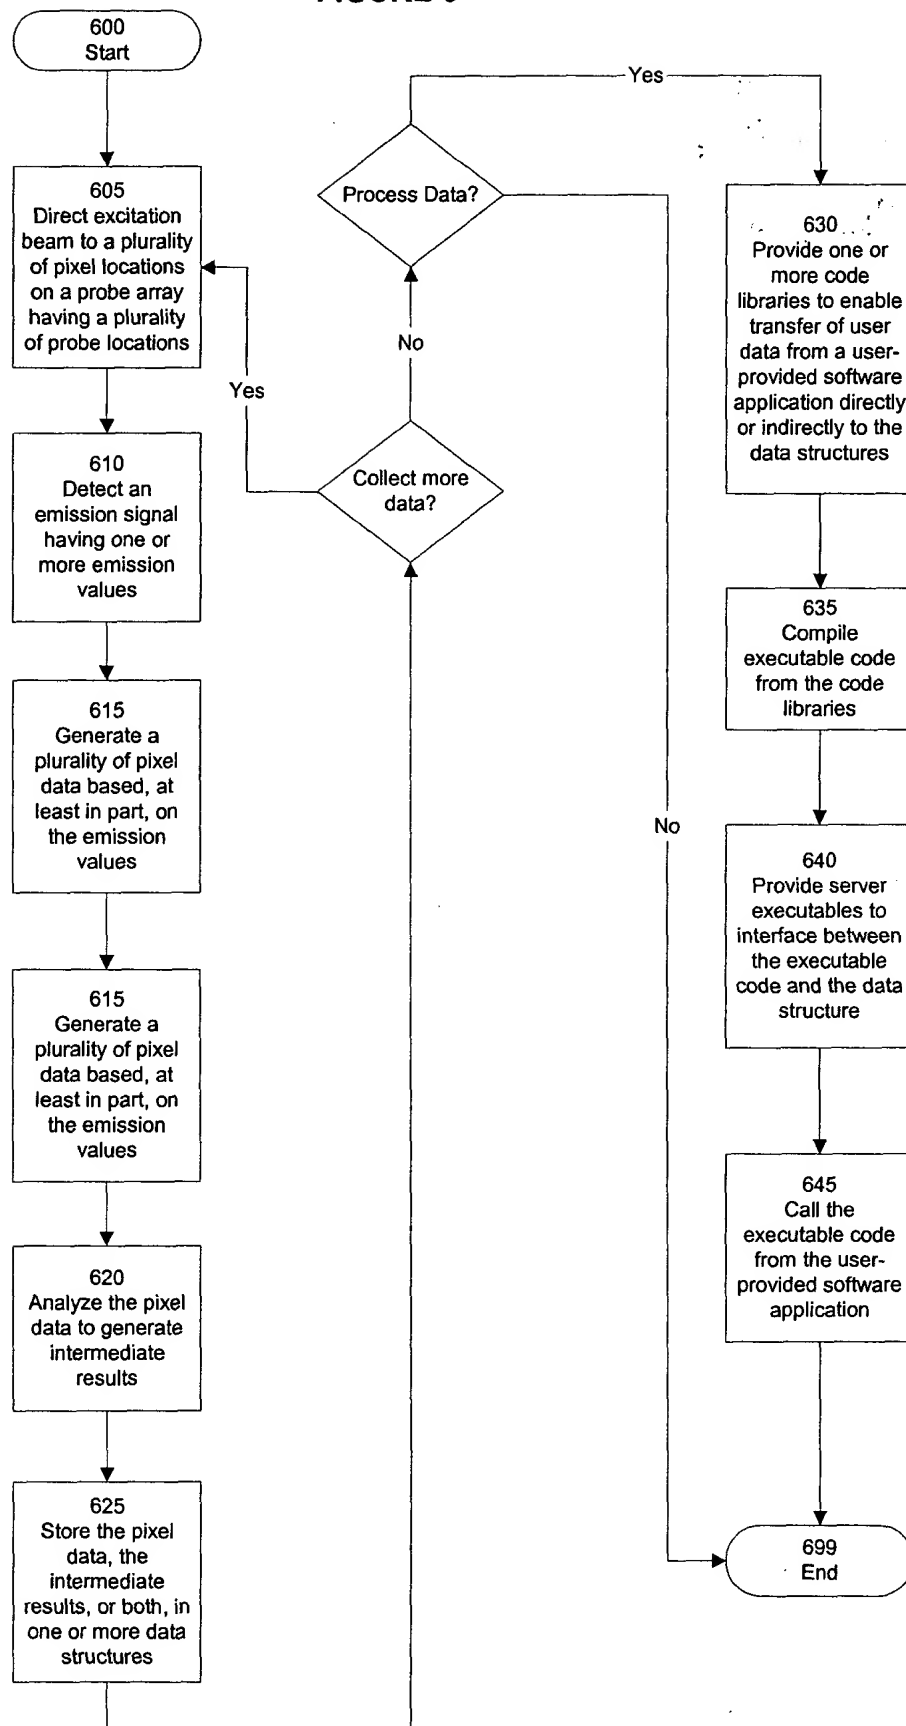 600
Start
605
Direct excitation
beam to a plurality
of pixel locations
on a probe array
having a plurality
of probe locations
610
Detect an
emission signal
having one or
more emission
values
615
Generate a
plurality of pixel
data based, at
least in part, on
the emission
values
615
Generate a
plurality of pixel
data based, at
least in part, on
the emission
values
620
Analyze the pixel
data to generate
intermediate
results
625
Store the pixel
data, the
intermediate
results, or both, in
one or more data
structures
Yes
Collect more
data?
No
Process Data?
Yes
No
630
Provide one or
more code
libraries to enable
transfer of user
data from a user-
provided software
application directly
or indirectly to the
data structures
635
Compile
executable code
from the code
libraries
640
Provide server
executables to
interface between
the executable
code and the data
structure
645
Call the
executable code
from the user-
provided software
application
699
End